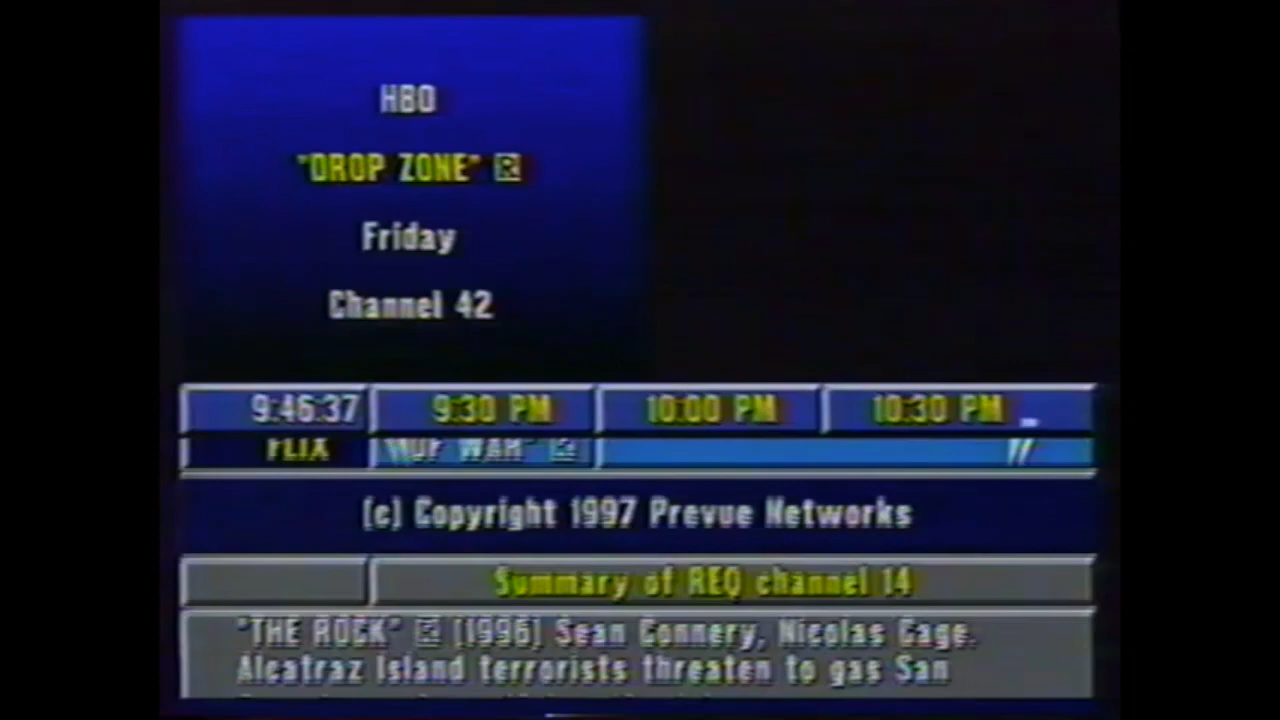 HBO
"DROP ZONE" R
Friday
Channel 42
9:46:37 9:30 PM 10:00 PM 10:30 PM
FLIX OF WAR" R
(c) Copyright 1997 Prevue Networks
Summary of REQ channel 14
"THE ROCK" R (1996) Sean Connery, Nicolas Cage.
Alcatraz Island terrorists threaten to gas San